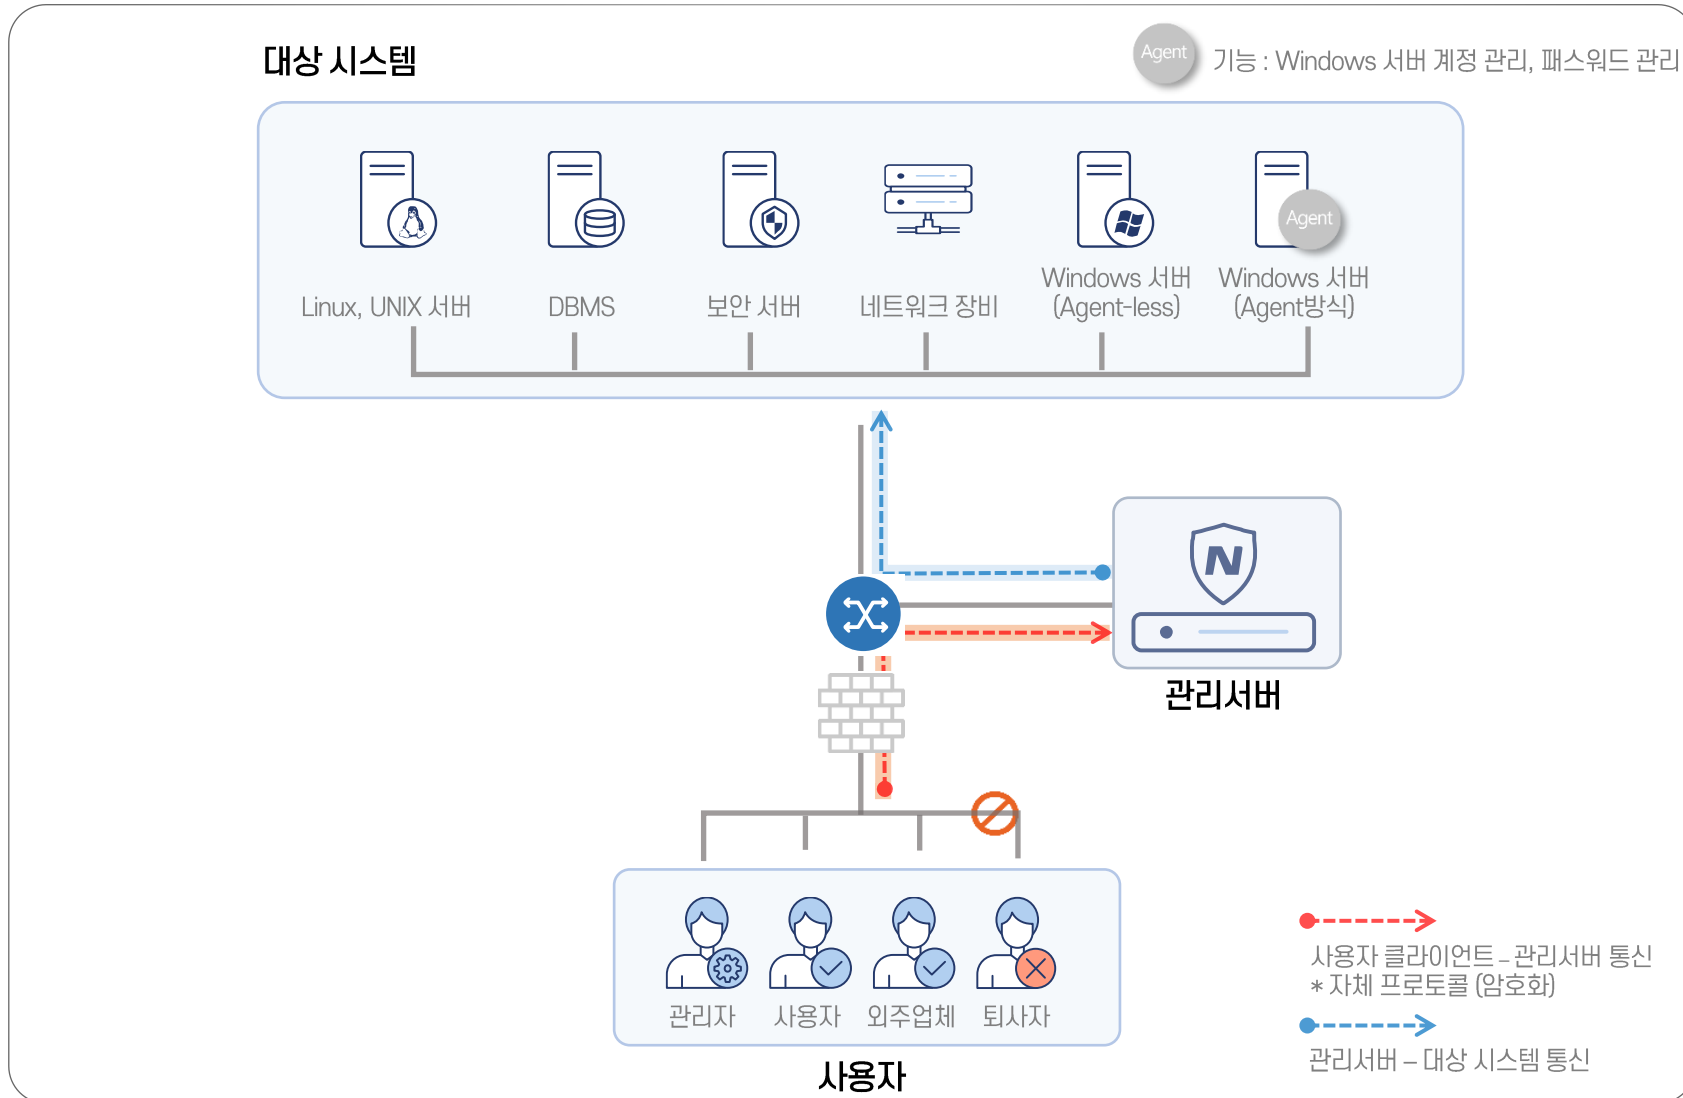 대상 시스템
Agent
기능 : Windows 서버 계정 관리, 패스워드 관리
Agent
Linux, UNIX 서버
DBMS
보안 서버
네트워크 장비
Windows 서버
(Agent-less)
Windows 서버
(Agent방식)
N
관리서버
관리자
사용자
외주업체
퇴사자
사용자
사용자 클라이언트 – 관리서버 통신
* 자체 프로토콜 (암호화)
관리서버 – 대상 시스템 통신